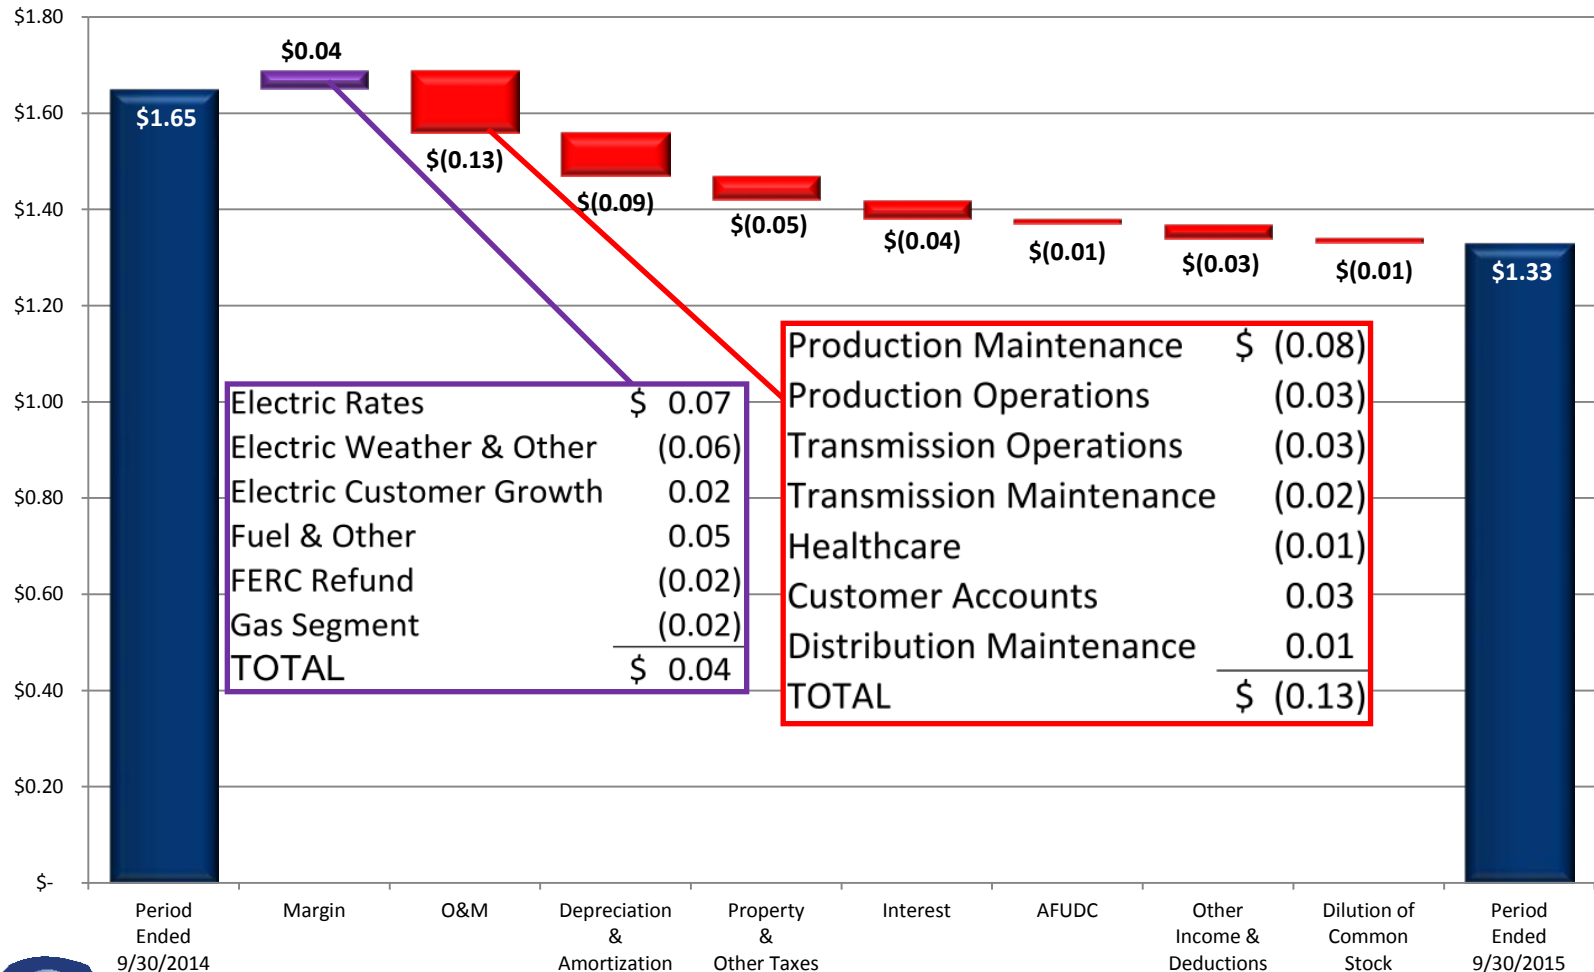 $1.80
$1.60
$1.40
$1.20
$1.00
$0.80
$0.60
$0.40
$0.20
$-
$1.65
$0.04
$(0.13)
$(0.09)
$(0.05)
$(0.04)
$(0.01)
$(0.03)
$(0.01)
$1.33
Electric Rates $ 0.07
Electric Weather & Other (0.06)
Electric Customer Growth 0.02
Fuel & Other 0.05
FERC Refund (0.02)
Gas Segment (0.02)
TOTAL $ 0.04
Production Maintenance $ (0.08)
Production Operations (0.03)
Transmission Operations (0.03)
Transmission Maintenance (0.02)
Healthcare (0.01)
Customer Accounts 0.03
Distribution Maintenance 0.01
TOTAL $ (0.13)
Period
Ended
9/30/2014
Margin
O&M
Depreciation
&
Amortization
Property
&
Other Taxes
Interest
AFUDC
Other
Income &
Deductions
Dilution of
Common
Stock
Period
Ended
9/30/2015